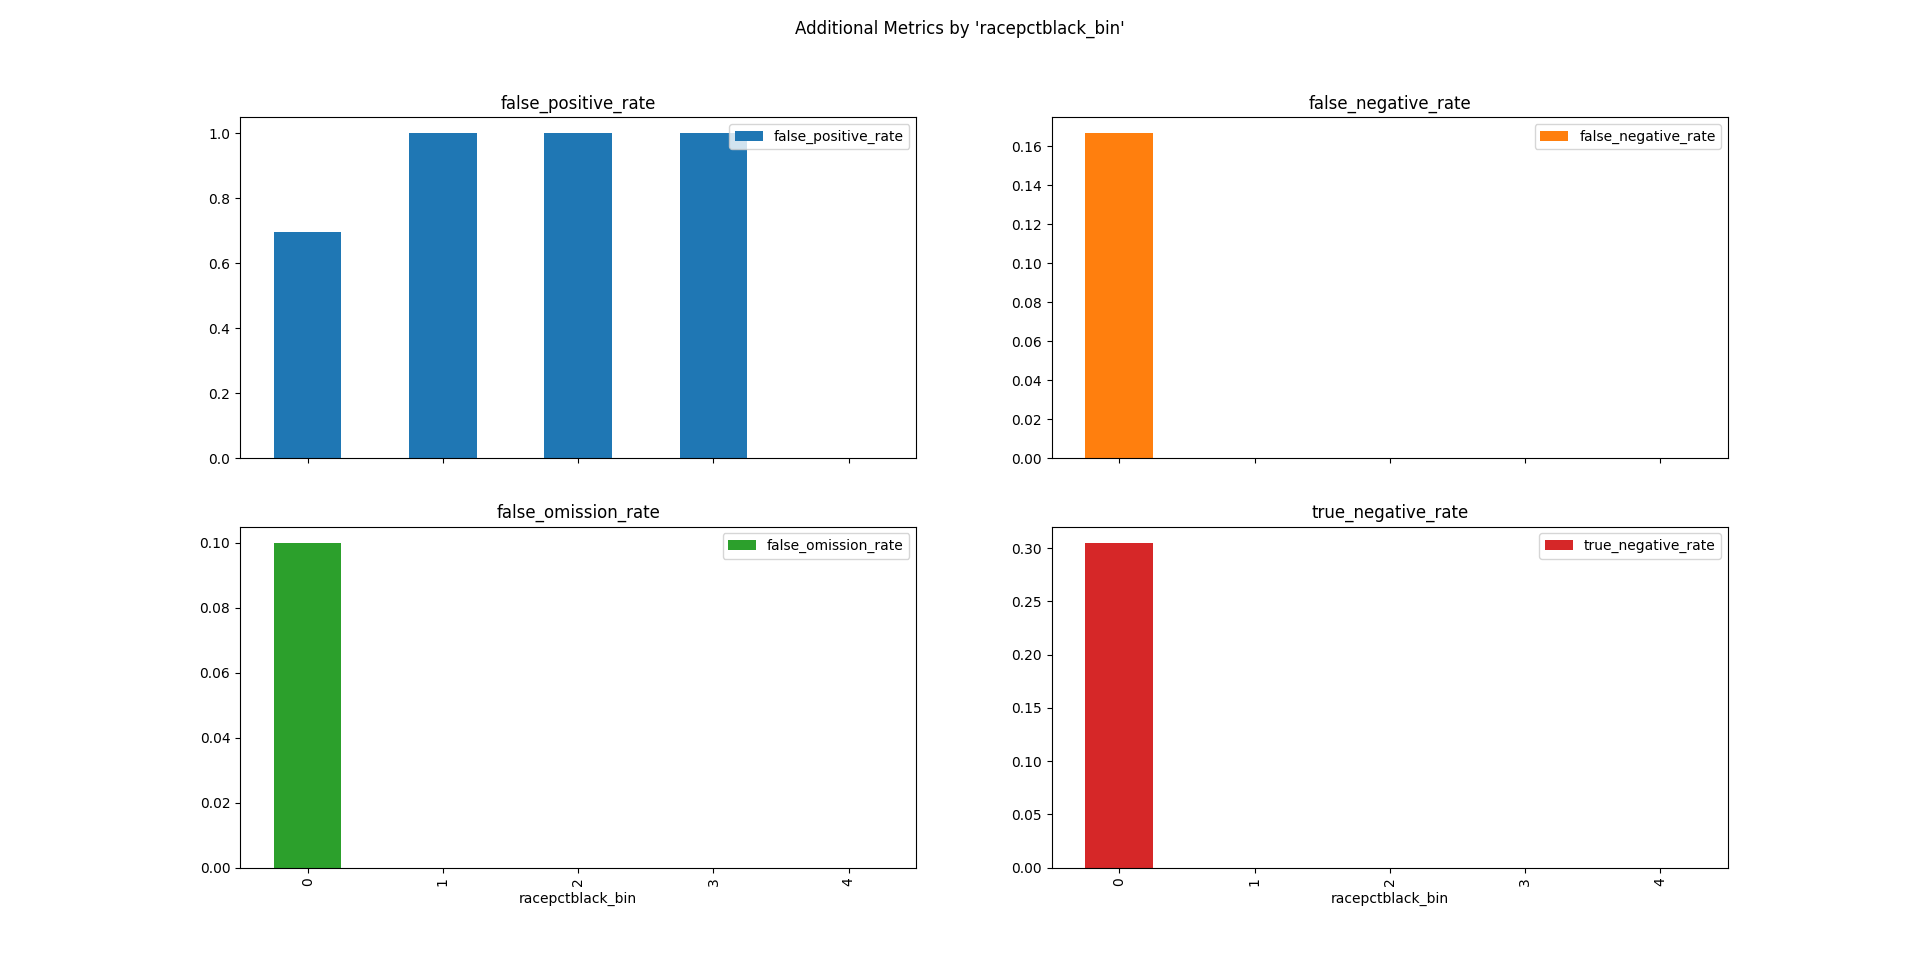 Additional Metrics by 'racepctblack_bin'
false_positive_rate
1.0
0.8
0.6
0.4
0.2
0.0
false_positive_rate
false_negative_rate
0.16
0.14
0.12
0.10
0.08
0.06
0.04
0.02
0.00
false_negative_rate
false_omission_rate
0.10
0.08
0.06
0.04
0.02
0.00
false_omission_rate
0 1 2 3 4
racepctblack_bin
true_negative_rate
0.30
0.25
0.20
0.15
0.10
0.05
0.00
true_negative_rate
0 1 2 3 4
racepctblack_bin